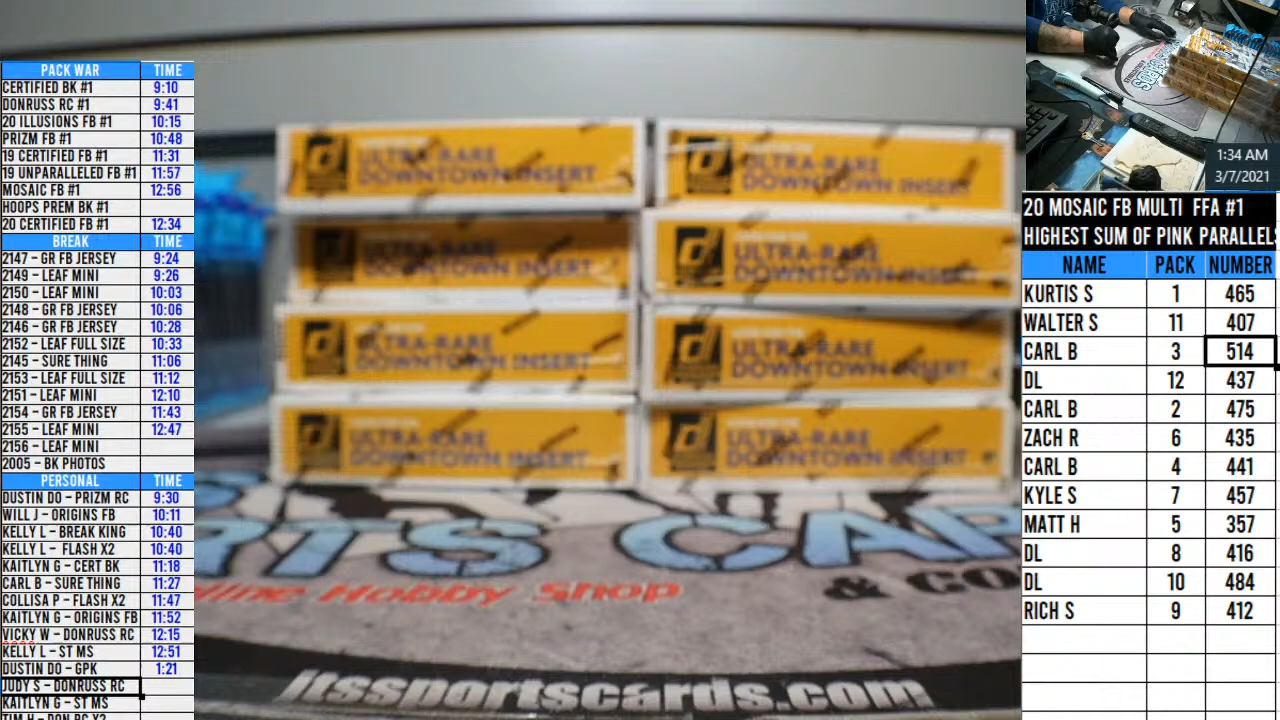 PACK WAR TIME
CERTIFIED BK #1 9:10
DONRUSS RC #1 9:41
20 ILLUSIONS FB #1 10:15
PRIZM FB #1 10:48
19 CERTIFIED FB #1 11:31
19 UNPARALLELED FB #1 11:57
MOSAIC FB #1 12:56
HOOPS PREM BK #1
20 CERTIFIED FB #1 12:34
BREAK TIME
2147 - GR FB JERSEY 9:24
2149 - LEAF MINI 9:26
2150 - LEAF MINI 10:03
2148 - GR FB JERSEY 10:06
2146 - GR FB JERSEY 10:28
2152 - LEAF FULL SIZE 10:33
2145 - SURE THING 11:06
2153 - LEAF FULL SIZE 11:12
2151 - LEAF MINI 12:10
2154 - GR FB JERSEY 11:43
2155 - LEAF MINI 12:47
2156 - LEAF MINI
2005 - BK PHOTOS
PERSONAL TIME
DUSTIN DO - PRIZM RC 9:30
WILL J - ORIGINS FB 10:11
KELLY L - BREAK KING 10:40
KELLY L - FLASH X2 10:40
KAITLYN G - CERT BK 11:18
CARL B - SURE THING 11:27
COLLISA P - FLASH X2 11:47
KAITLYN G - ORIGINS FB 11:52
VICKY W - DONRUSS RC 12:15
KELLY L - ST MS 12:51
DUSTIN DO - GPK 1:21
JUDY S - DONRUSS RC
KAITLYN G - ST MS
TIM H - DON RC X2
ULTRA-RARE
DOWNTOWN INSERT
ULTRA-RARE
DOWNTOWN INSERT
ULTRA-RARE
DOWNTOWN INSERT
ULTRA-RARE
DOWNTOWN INSERT
ULTRA-RARE
DOWNTOWN INSERT
ULTRA-RARE
DOWNTOWN INSERT
ULTRA-RARE
DOWNTOWN INSERT
ULTRA-RARE
DOWNTOWN INSERT
RTS CAR
& CO
line Hobby Shop
itssportscards.com
1:34 AM
3/7/2021
20 MOSAIC FB MULTI FFA #1
HIGHEST SUM OF PINK PARALLELS
NAME PACK NUMBER
KURTIS S 1 465
WALTER S 11 407
CARL B 3 514
DL 12 437
CARL B 2 475
ZACH R 6 435
CARL B 4 441
KYLE S 7 457
MATT H 5 357
DL 8 416
DL 10 484
RICH S 9 412